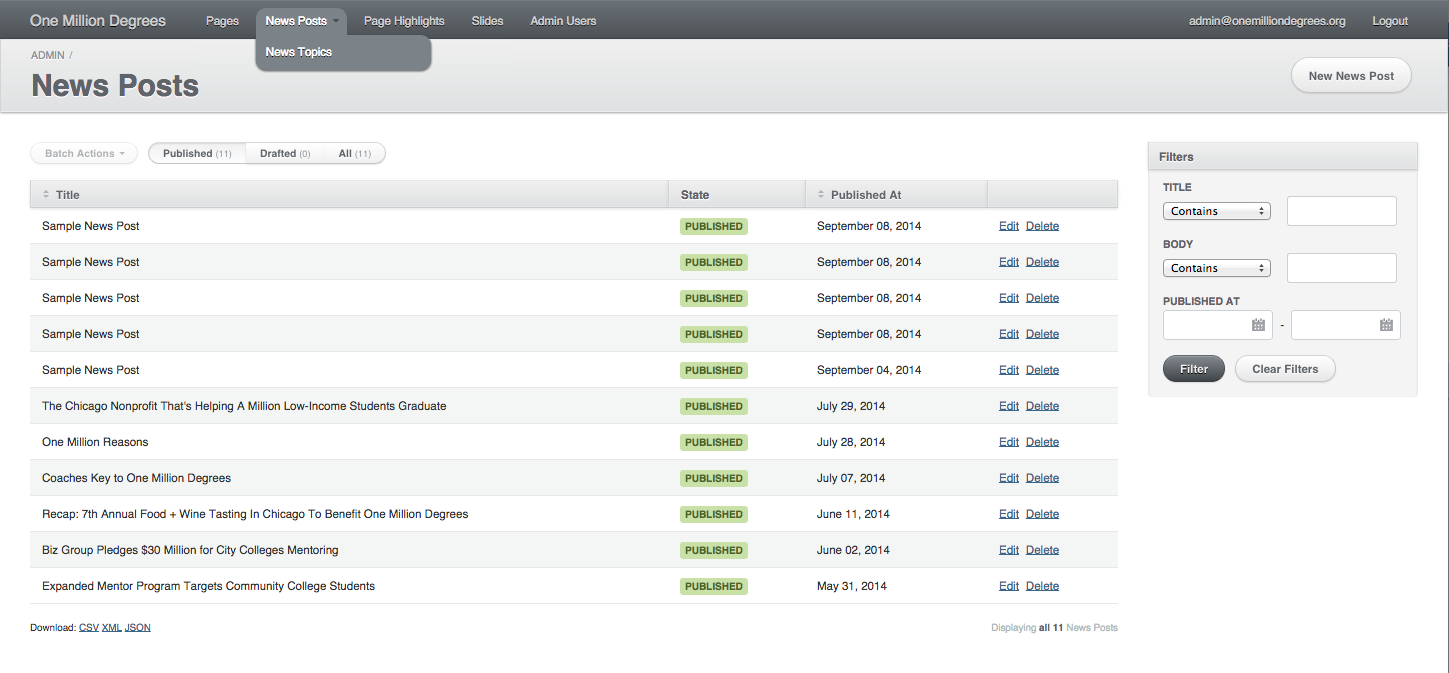 One Million Degrees Pages News Posts Page Highlights Slides Admin Users admin@onemilliondegrees.org Logout
News Topics
ADMIN /
News Posts
New News Post
Batch Actions Published (11) Drafted (0) All (11)
Title State Published At
Sample News Post PUBLISHED September 08, 2014 Edit Delete
Sample News Post PUBLISHED September 08, 2014 Edit Delete
Sample News Post PUBLISHED September 08, 2014 Edit Delete
Sample News Post PUBLISHED September 08, 2014 Edit Delete
Sample News Post PUBLISHED September 04, 2014 Edit Delete
The Chicago Nonprofit That's Helping A Million Low-Income Students Graduate PUBLISHED July 29, 2014 Edit Delete
One Million Reasons PUBLISHED July 28, 2014 Edit Delete
Coaches Key to One Million Degrees PUBLISHED July 07, 2014 Edit Delete
Recap: 7th Annual Food + Wine Tasting In Chicago To Benefit One Million Degrees PUBLISHED June 11, 2014 Edit Delete
Biz Group Pledges $30 Million for City Colleges Mentoring PUBLISHED June 02, 2014 Edit Delete
Expanded Mentor Program Targets Community College Students PUBLISHED May 31, 2014 Edit Delete
Download: CSV XML JSON Displaying all 11 News Posts
Filters
TITLE
Contains
BODY
Contains
PUBLISHED AT
-
Filter Clear Filters